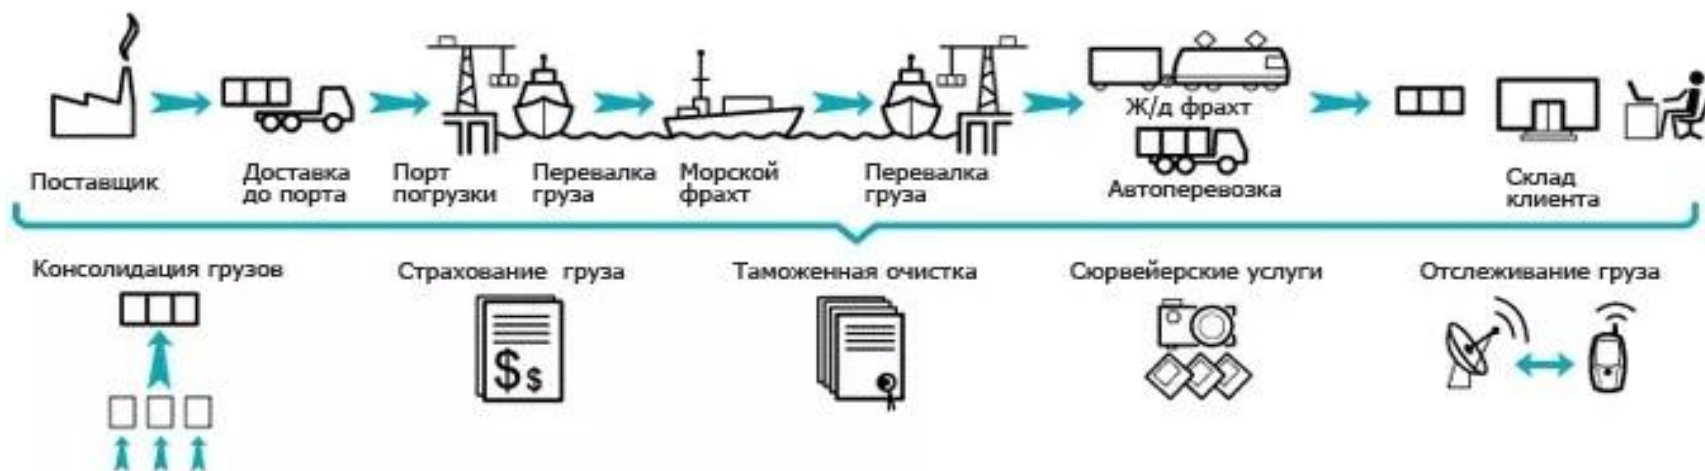 Ж/д фрахт
Автоперевозка
Поставщик
Доставка
до порта
Порт
погрузки
Перевалка
груза
Морской
фрахт
Перевалка
груза
Склад
клиента
Консолидация грузов
Страхование груза
Таможенная очистка
Сюрвейерские услуги
Отслеживание груза
$ $